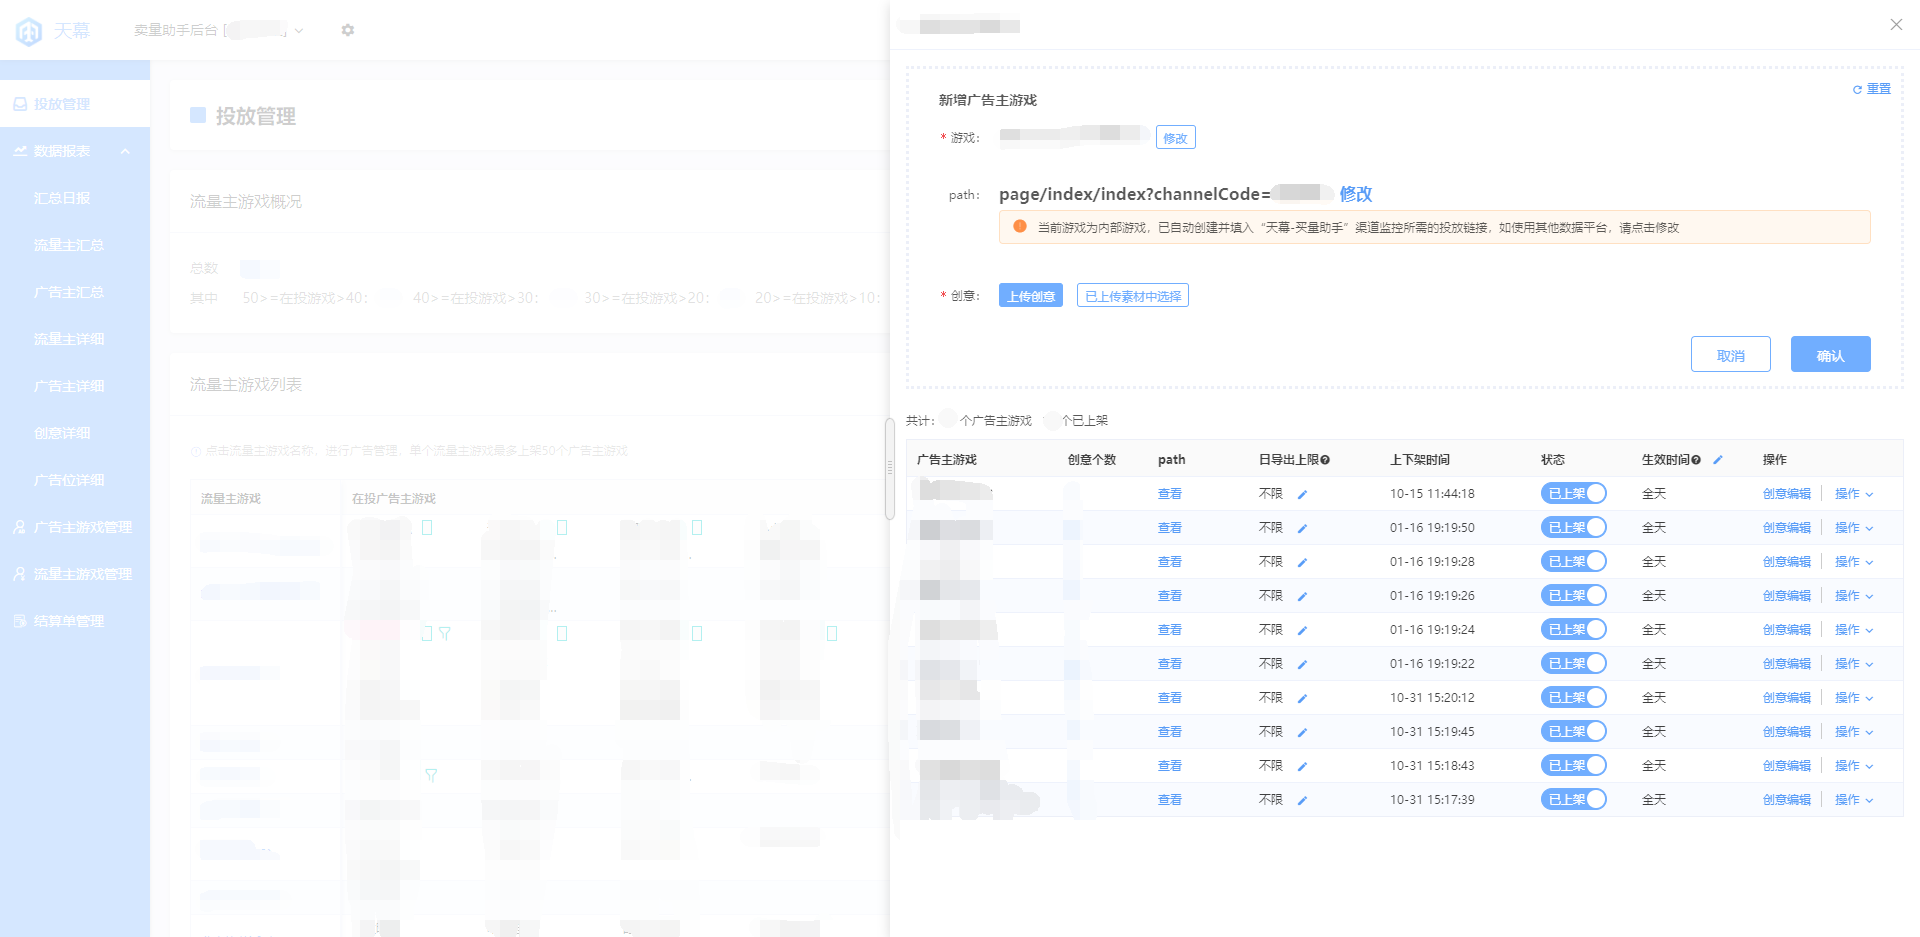 天幕
卖量助手后台 [
投放管理
数据报表
汇总日报
流量主汇总
广告主汇总
流量主详细
广告主详细
创意详细
广告位详细
广告主游戏管理
流量主游戏管理
结算单管理
投放管理
流量主游戏概况
总数
其中 50>=在投游戏>40: 40>=在投游戏>30: 30>=在投游戏>20: 20>=在投游戏>10:
流量主游戏列表
点击流量主游戏名称，进行广告管理，单个流量主游戏最多上架50个广告主游戏
流量主游戏 在投广告主游戏
重置
新增广告主游戏
* 游戏: 修改
path: page/index/index?channelCode= 修改
当前游戏为内部游戏，已自动创建并填入“天幕-买量助手”渠道监控所需的投放链接，如使用其他数据平台，请点击修改
* 创意: 上传创意 已上传素材中选择
取消 确认
共计: 个广告主游戏 个已上架
广告主游戏 创意个数 path 日导出上限 上下架时间 状态 生效时间 操作
查看 不限 10-15 11:44:18 已上架 全天 创意编辑 操作
查看 不限 01-16 19:19:50 已上架 全天 创意编辑 操作
查看 不限 01-16 19:19:28 已上架 全天 创意编辑 操作
查看 不限 01-16 19:19:26 已上架 全天 创意编辑 操作
查看 不限 01-16 19:19:24 已上架 全天 创意编辑 操作
查看 不限 01-16 19:19:22 已上架 全天 创意编辑 操作
查看 不限 10-31 15:20:12 已上架 全天 创意编辑 操作
查看 不限 10-31 15:19:45 已上架 全天 创意编辑 操作
查看 不限 10-31 15:18:43 已上架 全天 创意编辑 操作
查看 不限 10-31 15:17:39 已上架 全天 创意编辑 操作